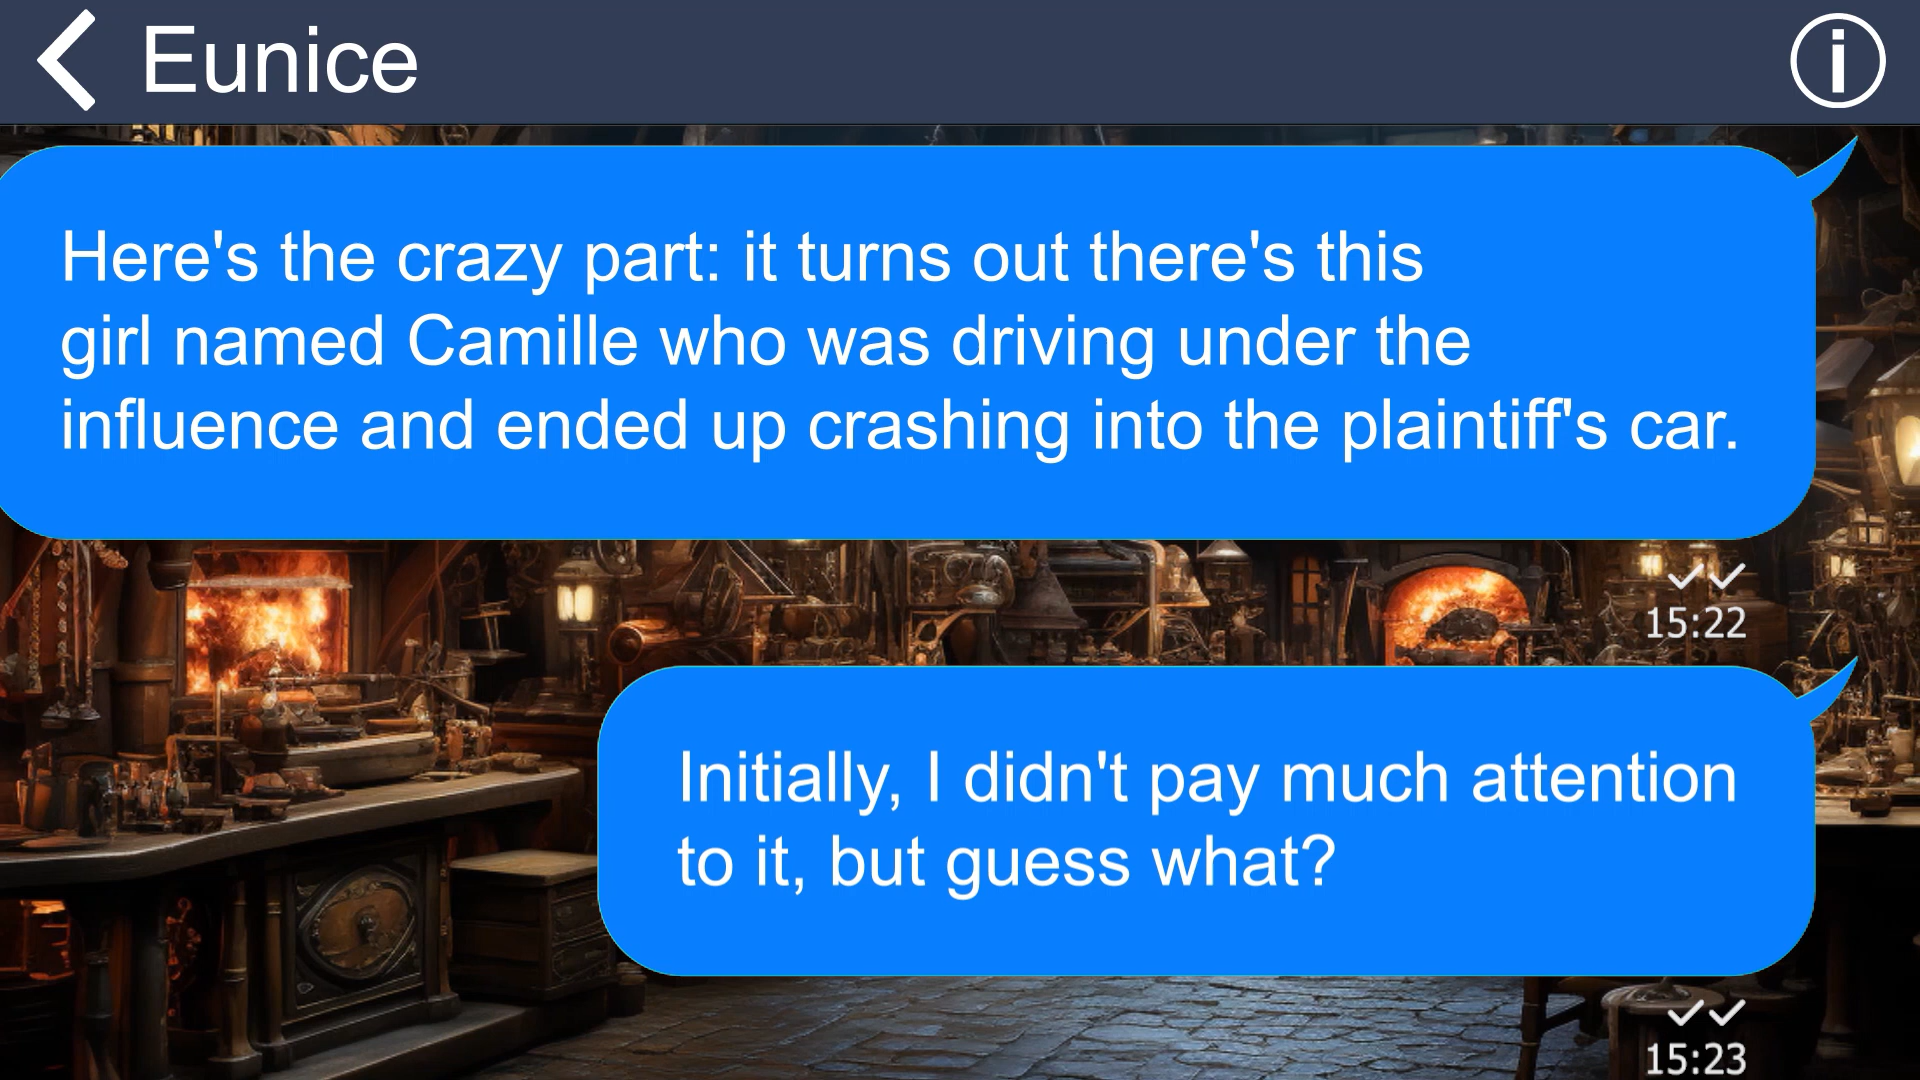 Eunice
Here's the crazy part: it turns out there's this
girl named Camille who was driving under the
influence and ended up crashing into the plaintiff's car.
15:22
Initially, I didn't pay much attention
to it, but guess what?
15:23